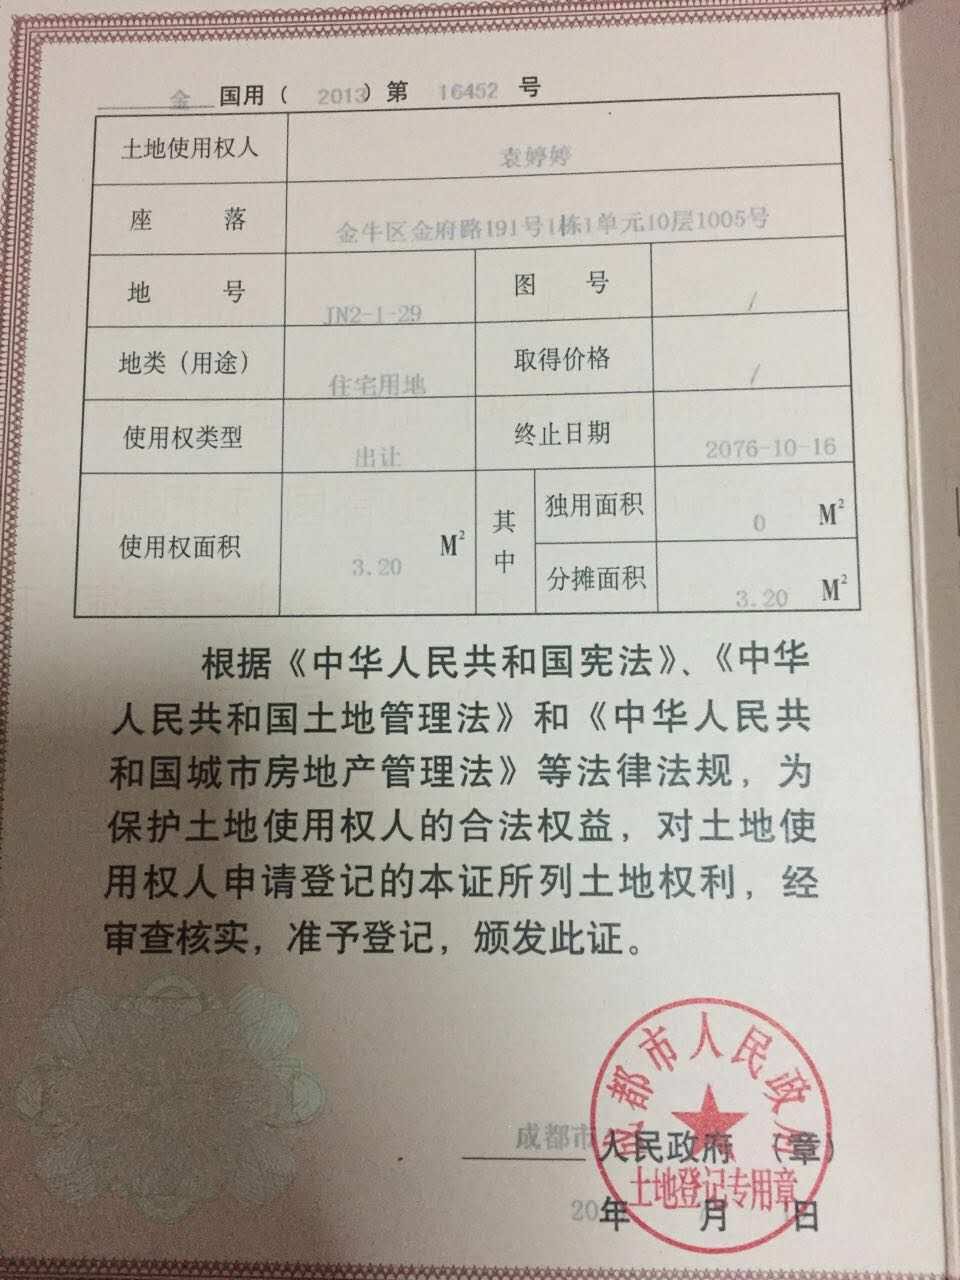 金 国用（ 2013）第 16452 号
土地使用权人 袁婷婷
座 落 金牛区金府路191号1栋1单元10层1005号
地 号 JN2-1-29 图 号 /
地类（用途） 住宅用地 取得价格 /
使用权类型 出让 终止日期 2076-10-16
使用权面积 3.20 M² 其中 独用面积 0 M²
分摊面积 3.20 M²
根据《中华人民共和国宪法》、《中华
人民共和国土地管理法》和《中华人民共
和国城市房地产管理法》等法律法规，为
保护土地使用权人的合法权益，对土地使
用权人申请登记的本证所列土地权利，经
审查核实，准予登记，颁发此证。
成都市人民政府
成都市 人民政府 （章）
土地登记专用章
20 年 月 日